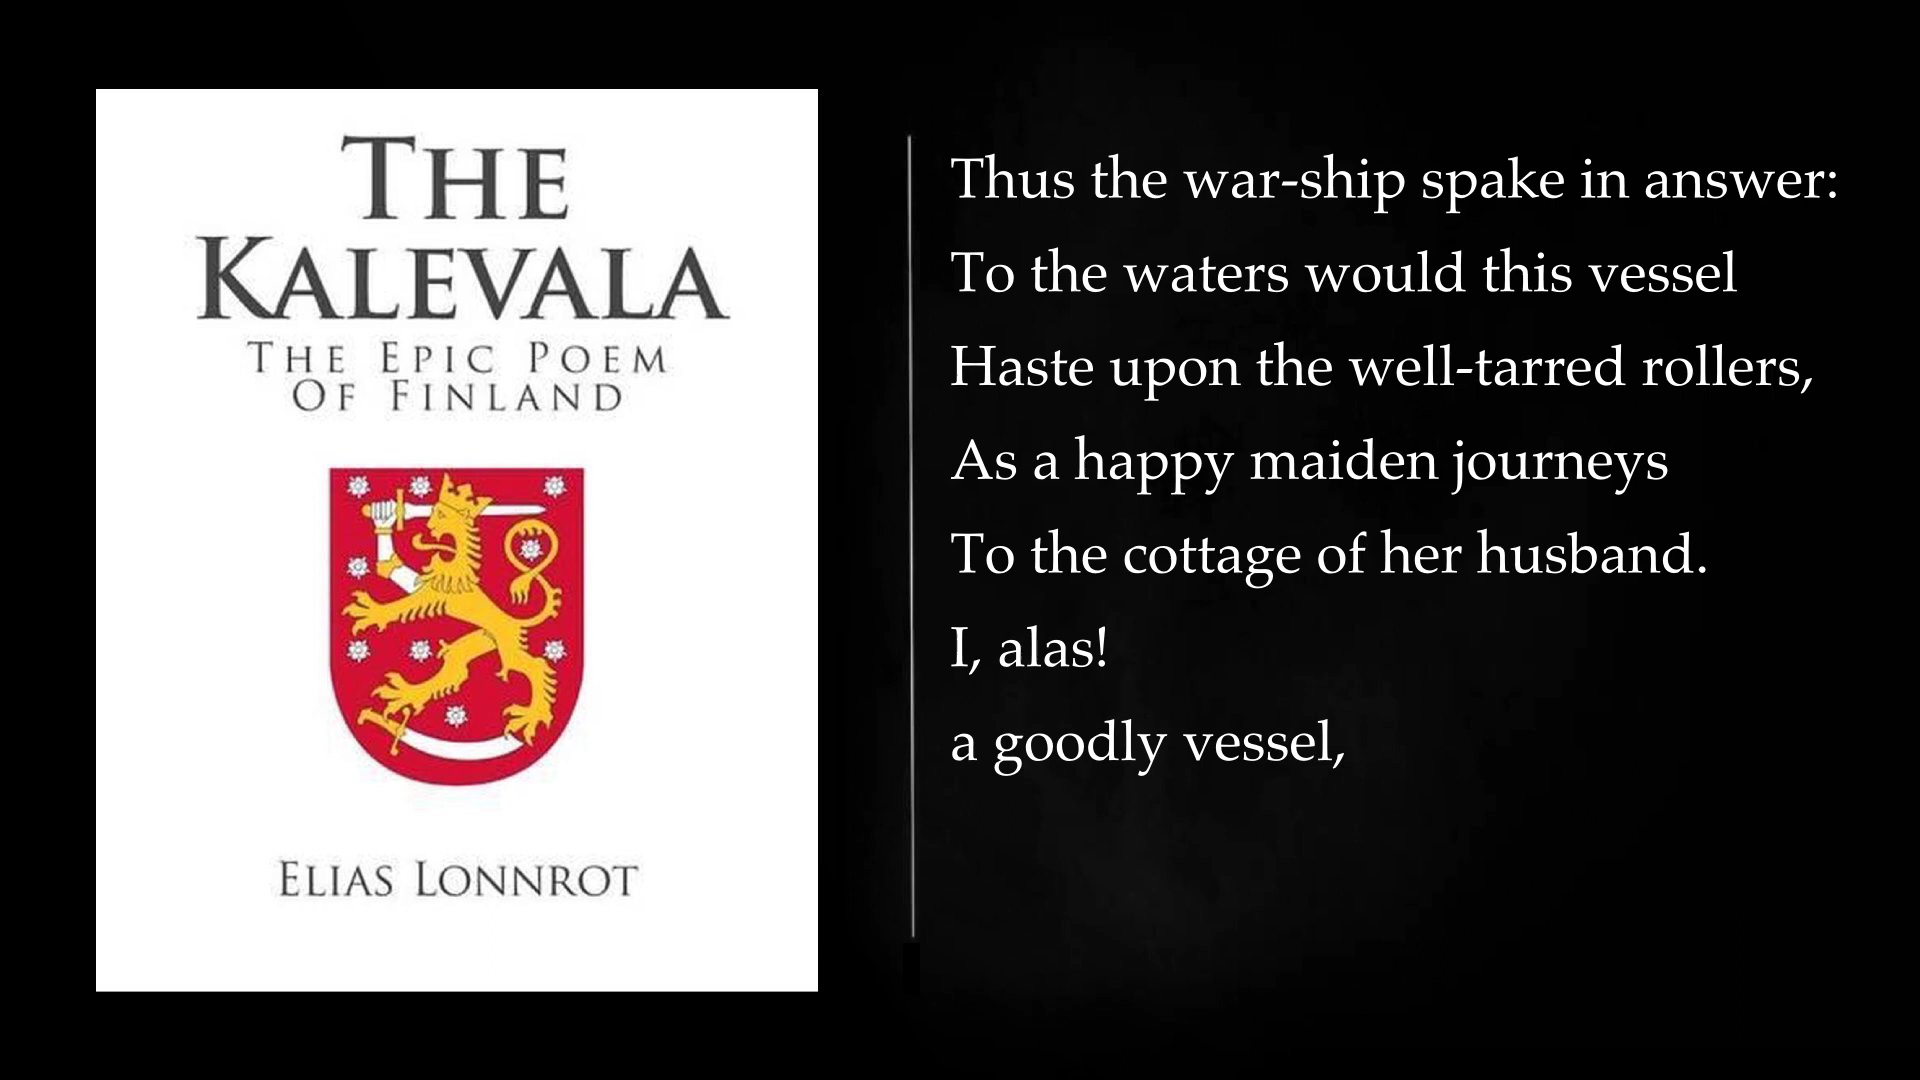 THE
KALEVALA
THE EPIC POEM
OF FINLAND
ELIAS LONNROT
Thus the war-ship spake in answer:
To the waters would this vessel
Haste upon the well-tarred rollers,
As a happy maiden journeys
To the cottage of her husband.
I, alas!
a goodly vessel,